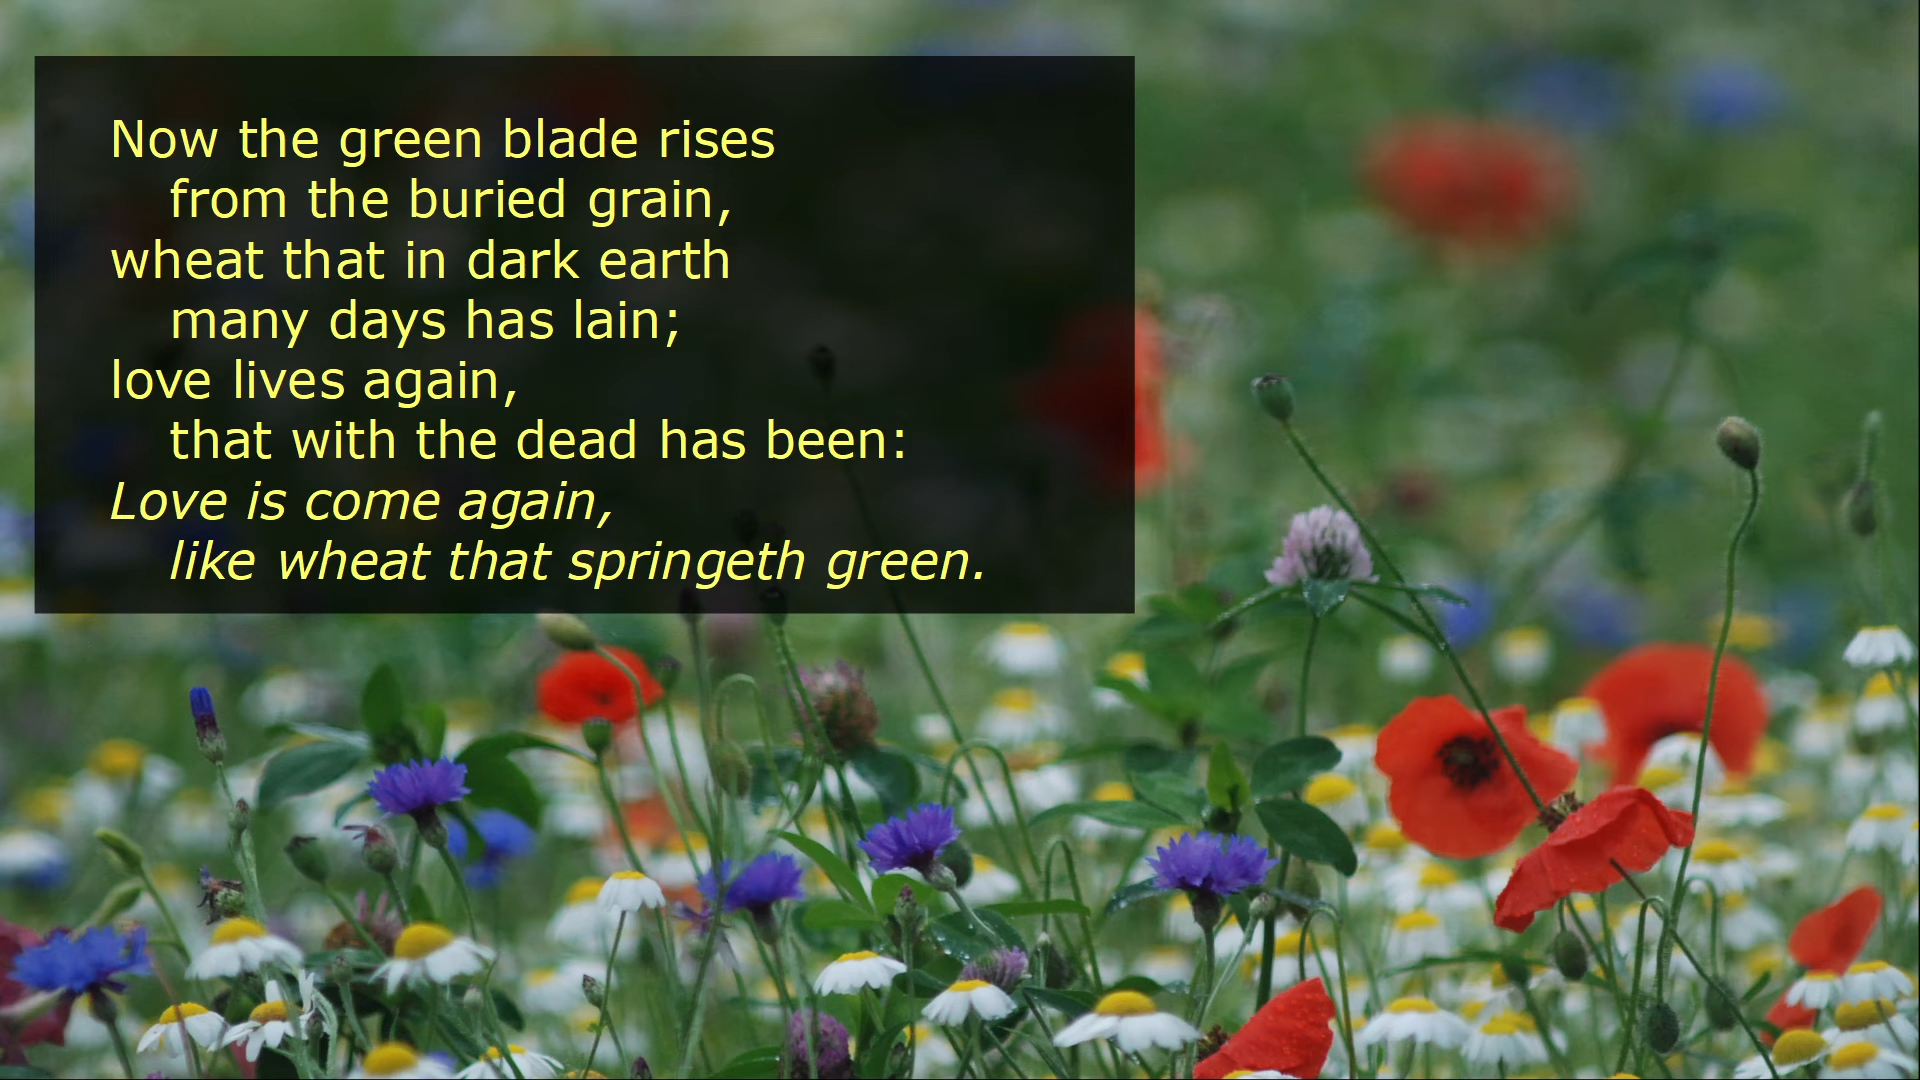 Now the green blade rises
from the buried grain,
wheat that in dark earth
many days has lain;
love lives again,
that with the dead has been:
Love is come again,
like wheat that springeth green.